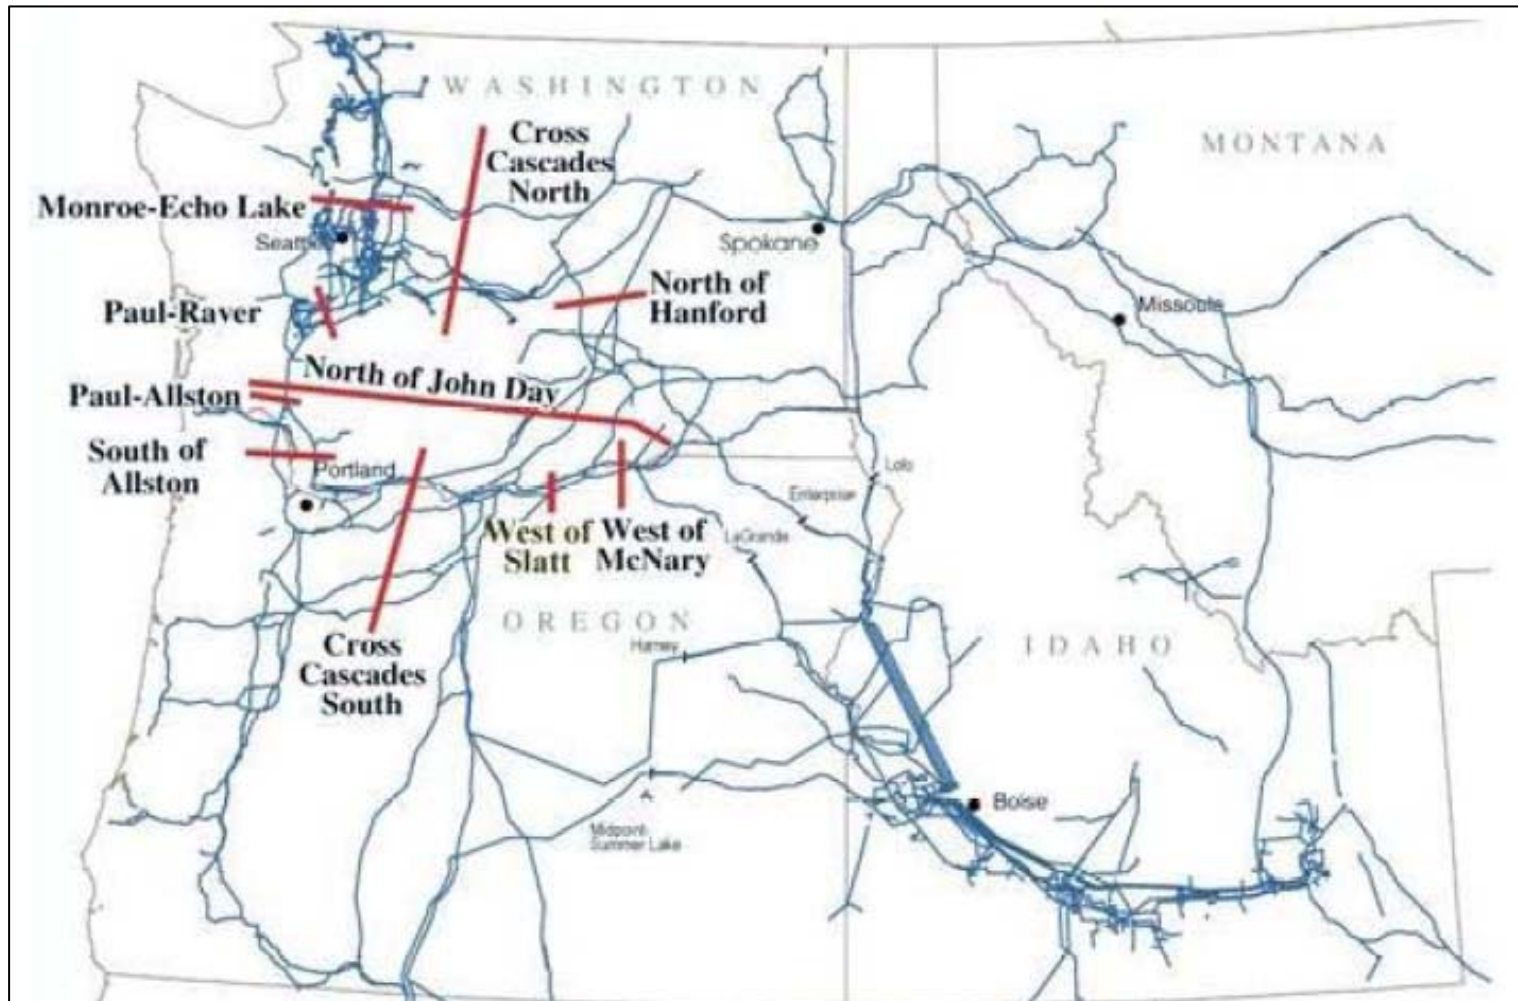 WASHINGTON
MONTANA
Cross
Cascades
North
Monroe-Echo Lake
Seattle
Spokane
North of
Hanford
Paul-Raver
Missoula
North of John Day
Paul-Allston
South of
Allston
Portland
Lolo
Enterprise
West of
Slatt
West of
McNary
LaGrande
OREGON
Harney
IDAHO
Cross
Cascades
South
Boise
Midpoint-
Summer Lake